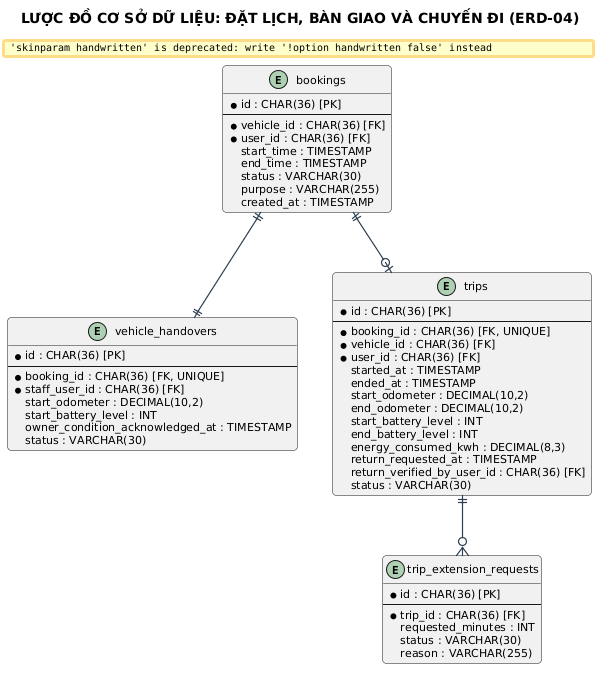 LƯỢC ĐỒ CƠ SỞ DỮ LIỆU: ĐẶT LỊCH, BÀN GIAO VÀ CHUYẾN ĐI (ERD-04)
'skinparam handwritten' is deprecated: write '!option handwritten false' instead
E bookings
id : CHAR(36) [PK]
vehicle_id : CHAR(36) [FK]
user_id : CHAR(36) [FK]
start_time : TIMESTAMP
end_time : TIMESTAMP
status : VARCHAR(30)
purpose : VARCHAR(255)
created_at : TIMESTAMP
E vehicle_handovers
id : CHAR(36) [PK]
booking_id : CHAR(36) [FK, UNIQUE]
staff_user_id : CHAR(36) [FK]
start_odometer : DECIMAL(10,2)
start_battery_level : INT
owner_condition_acknowledged_at : TIMESTAMP
status : VARCHAR(30)
E trips
id : CHAR(36) [PK]
booking_id : CHAR(36) [FK, UNIQUE]
vehicle_id : CHAR(36) [FK]
user_id : CHAR(36) [FK]
started_at : TIMESTAMP
ended_at : TIMESTAMP
start_odometer : DECIMAL(10,2)
end_odometer : DECIMAL(10,2)
start_battery_level : INT
end_battery_level : INT
energy_consumed_kwh : DECIMAL(8,3)
return_requested_at : TIMESTAMP
return_verified_by_user_id : CHAR(36) [FK]
status : VARCHAR(30)
E trip_extension_requests
id : CHAR(36) [PK]
trip_id : CHAR(36) [FK]
requested_minutes : INT
status : VARCHAR(30)
reason : VARCHAR(255)